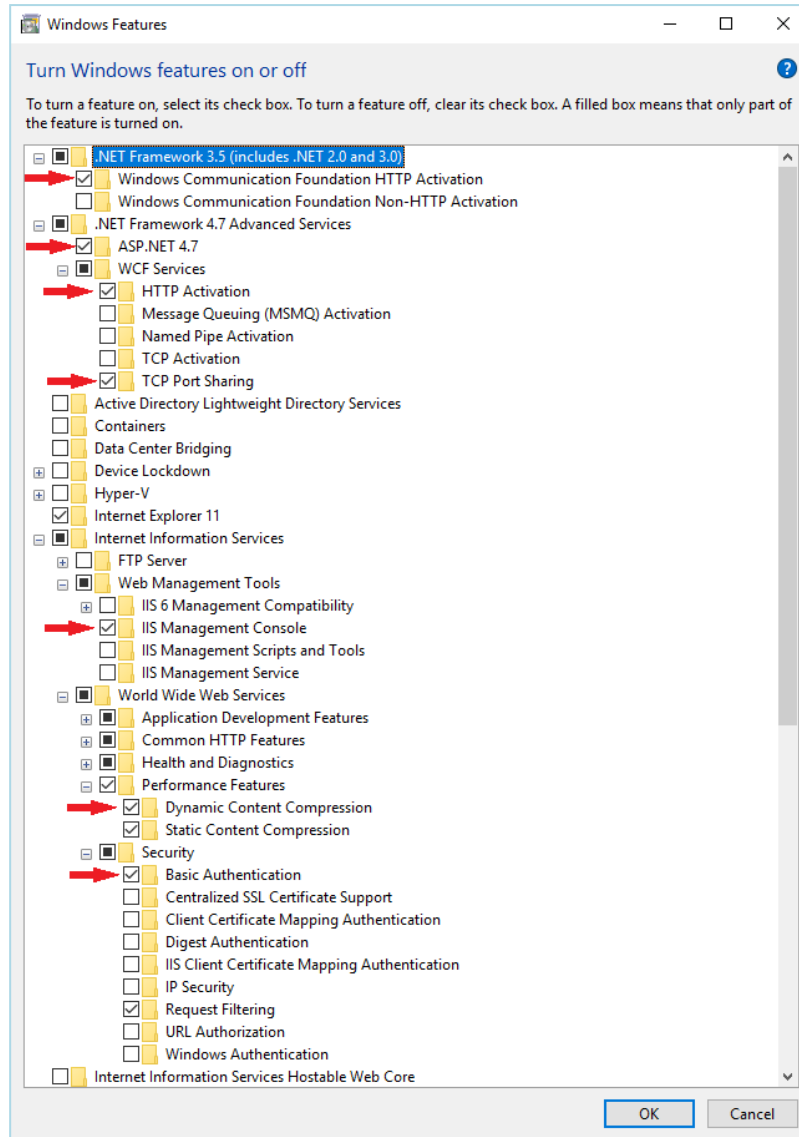 Windows Features
Turn Windows features on or off
?
To turn a feature on, select its check box. To turn a feature off, clear its check box. A filled box means that only part of
the feature is turned on.
.NET Framework 3.5 (includes .NET 2.0 and 3.0)
Windows Communication Foundation HTTP Activation
Windows Communication Foundation Non-HTTP Activation
.NET Framework 4.7 Advanced Services
ASP.NET 4.7
WCF Services
HTTP Activation
Message Queuing (MSMQ) Activation
Named Pipe Activation
TCP Activation
TCP Port Sharing
Active Directory Lightweight Directory Services
Containers
Data Center Bridging
Device Lockdown
Hyper-V
Internet Explorer 11
Internet Information Services
FTP Server
Web Management Tools
IIS 6 Management Compatibility
IIS Management Console
IIS Management Scripts and Tools
IIS Management Service
World Wide Web Services
Application Development Features
Common HTTP Features
Health and Diagnostics
Performance Features
Dynamic Content Compression
Static Content Compression
Security
Basic Authentication
Centralized SSL Certificate Support
Client Certificate Mapping Authentication
Digest Authentication
IIS Client Certificate Mapping Authentication
IP Security
Request Filtering
URL Authorization
Windows Authentication
Internet Information Services Hostable Web Core
OK
Cancel